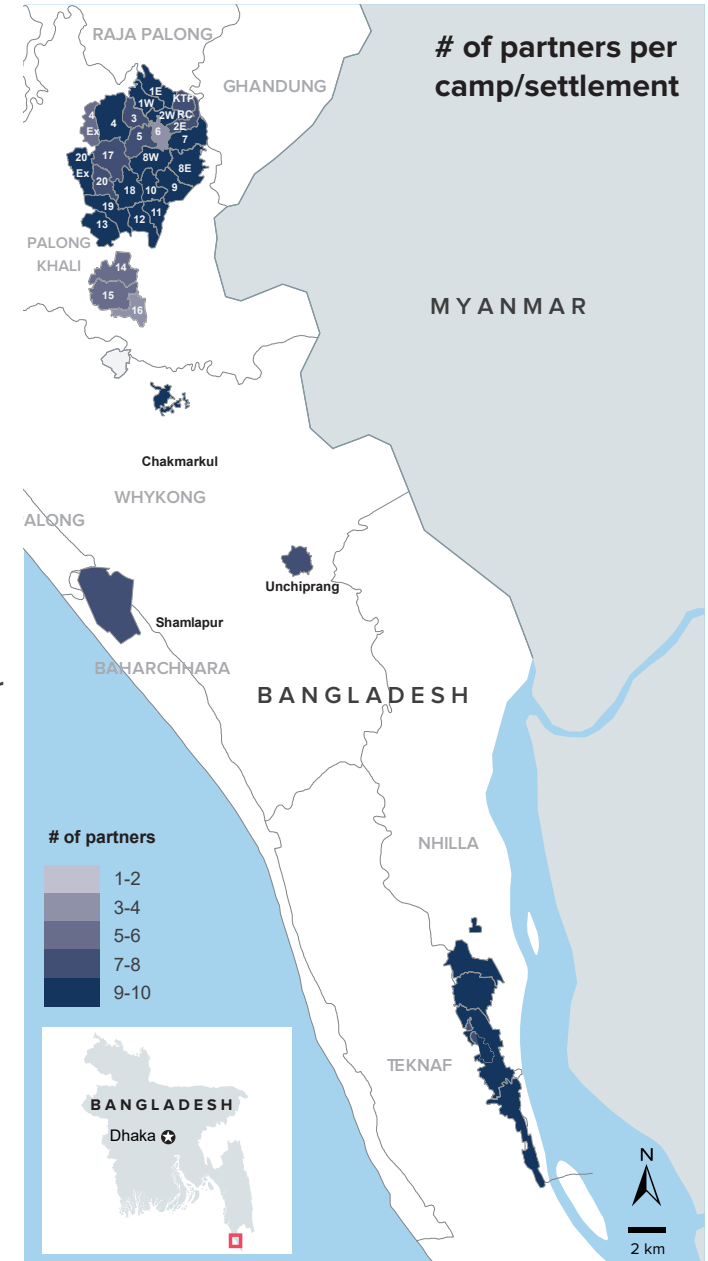 # of partners per
camp/settlement
RAJA PALONG
GHANDUNG
1E
1W
KTP
RC
2W
2E
3
4
4
Ex
5
6
7
17
8W
8E
20
Ex
20
18
10
9
19
11
13
12
PALONG
KHALI
14
15
16
MYANMAR
Chakmarkul
WHYKONG
ALONG
Unchiprang
Shamlapur
BAHARCHHARA
BANGLADESH
NHILLA
TEKNAF
# of partners
1-2
3-4
5-6
7-8
9-10
BANGLADESH
Dhaka
N
2 km